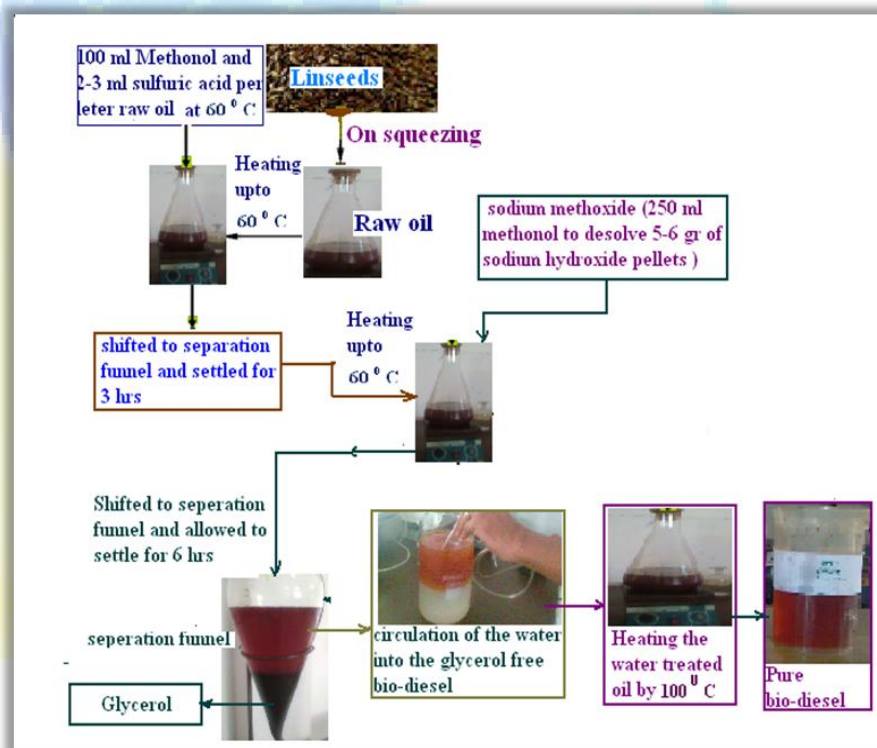 100 ml Methonol and
2-3 ml sulfuric acid per
leter raw oil at 60 ⁰ C
Linseeds
On squeezing
Heating
upto
60 ⁰ C
Raw oil
sodium methoxide (250 ml
methonol to desolve 5-6 gr of
sodium hydroxide pellets )
shifted to separation
funnel and settled for
3 hrs
Heating
upto
60 ⁰ C
Shifted to seperation
funnel and allowed to
settle for 6 hrs
seperation funnel
Glycerol
circulation of the water
into the glycerol free
bio-diesel
Heating the
water treated
oil by 100⁰ C
Pure
bio-diesel